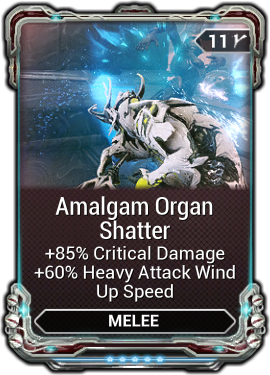 11
Amalgam Organ
Shatter
+85% Critical Damage
+60% Heavy Attack Wind
Up Speed
MELEE